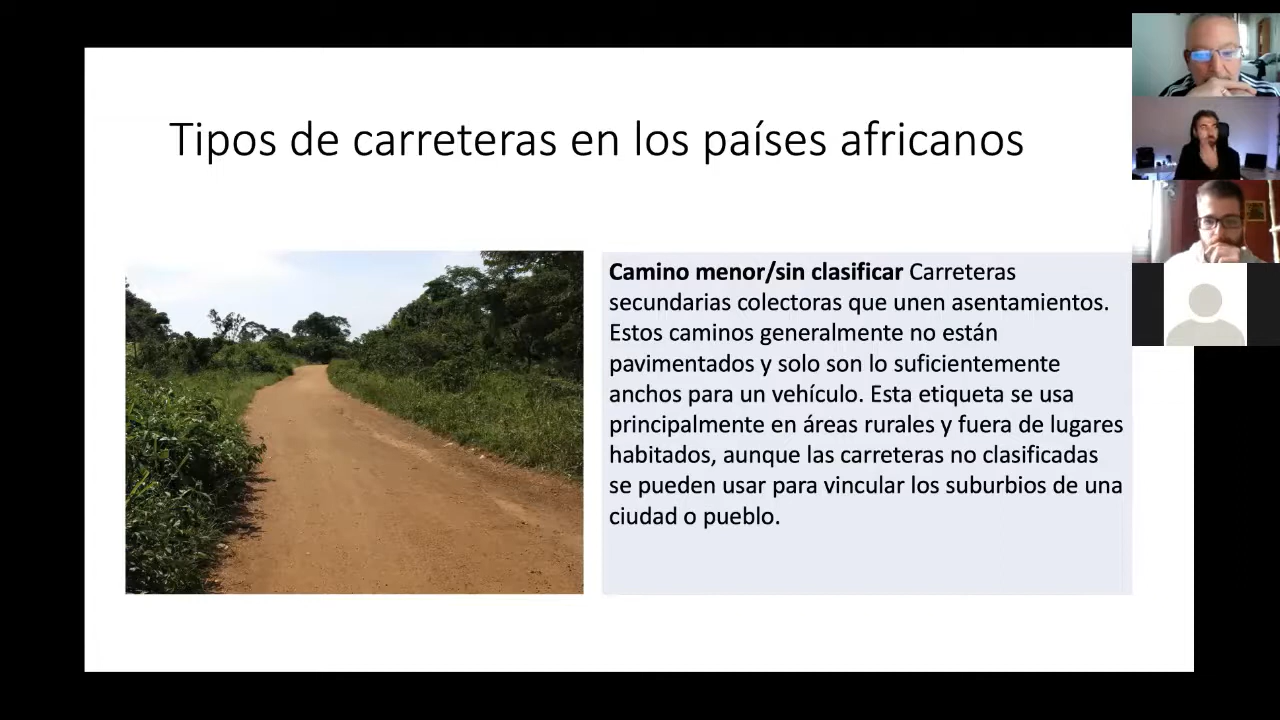 Tipos de carreteras en los países africanos
Camino menor/sin clasificar Carreteras
secundarias colectoras que unen asentamientos.
Estos caminos generalmente no están
pavimentados y solo son lo suficientemente
anchos para un vehículo. Esta etiqueta se usa
principalmente en áreas rurales y fuera de lugares
habitados, aunque las carreteras no clasificadas
se pueden usar para vincular los suburbios de una
ciudad o pueblo.